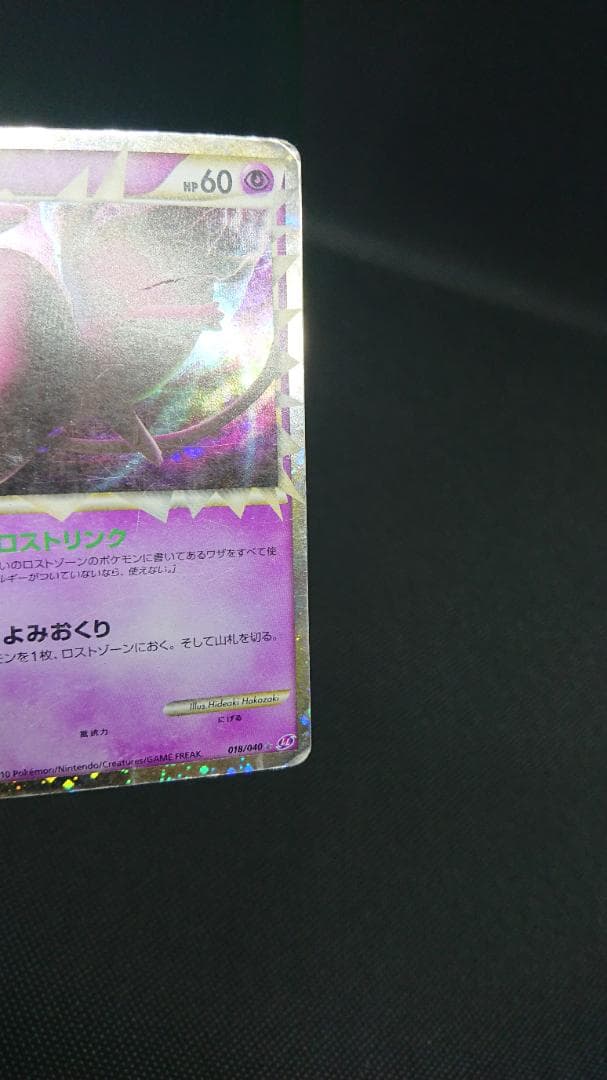 HP60
ロストリンク
いのロストゾーンのポケモンに書いてあるワザをすべて使
ルギーがついていないなら、使えない。]
よみおくり
モンを1枚、ロストゾーンにおく。そして山札を切る。
Illus. Hideaki Hakozaki
抵抗力
にげる
018/040
10 Pokémon/Nintendo/Creatures/GAME FREAK.